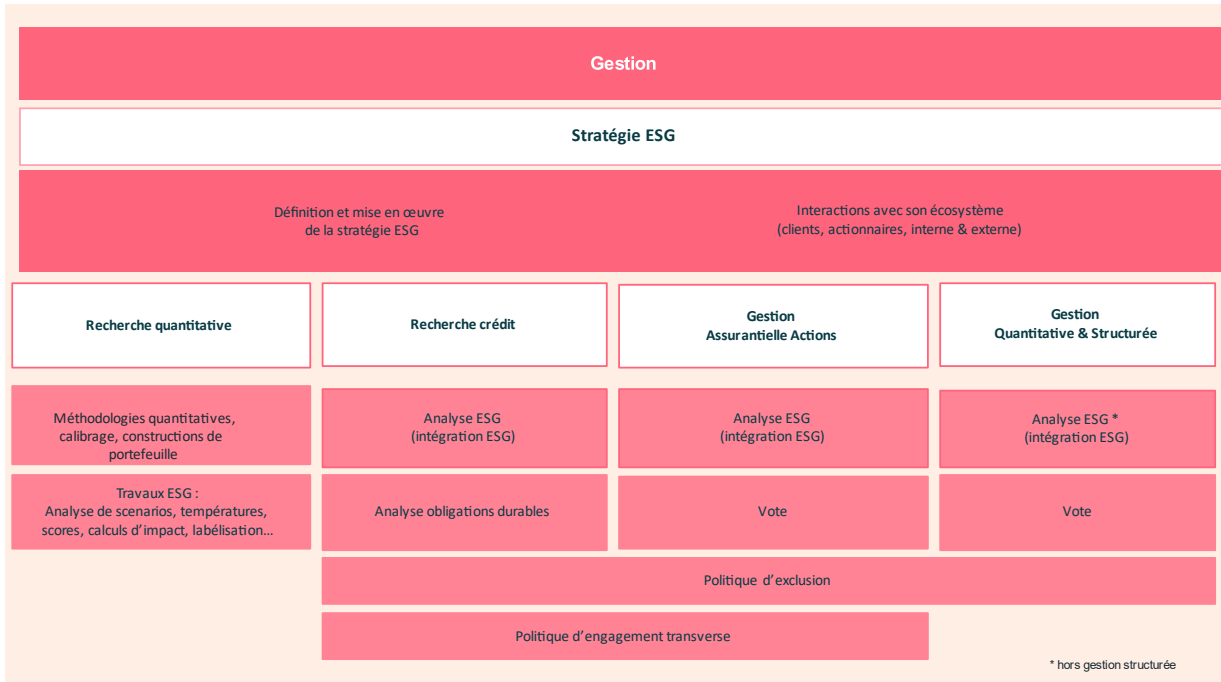 Gestion
Stratégie ESG
Définition et mise en œuvre
de la stratégie ESG
Interactions avec son écosystème
(clients, actionnaires, interne & externe)
Recherche quantitative
Recherche crédit
Gestion
Assurantielle Actions
Gestion
Quantitative & Structurée
Méthodologies quantitatives,
calibrage, constructions de
portefeuille
Analyse ESG
(intégration ESG)
Analyse ESG
(intégration ESG)
Analyse ESG *
(intégration ESG)
Travaux ESG :
Analyse de scenarios, températures,
scores, calculs d’impact, labélisation…
Analyse obligations durables
Vote
Vote
Politique d’exclusion
Politique d’engagement transverse
* hors gestion structurée